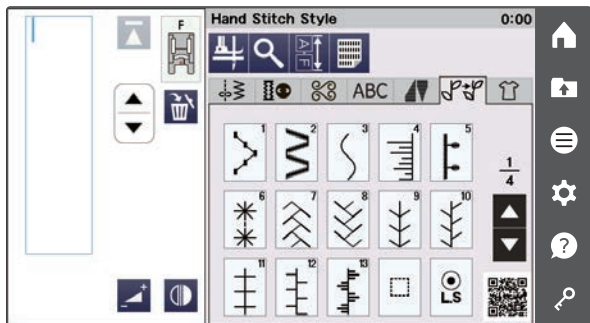 F
Hand Stitch Style 0:00
A F
ABC
1 2 3 4 5
1
4
6 7 8 9 10
11 12 13
L.S
?